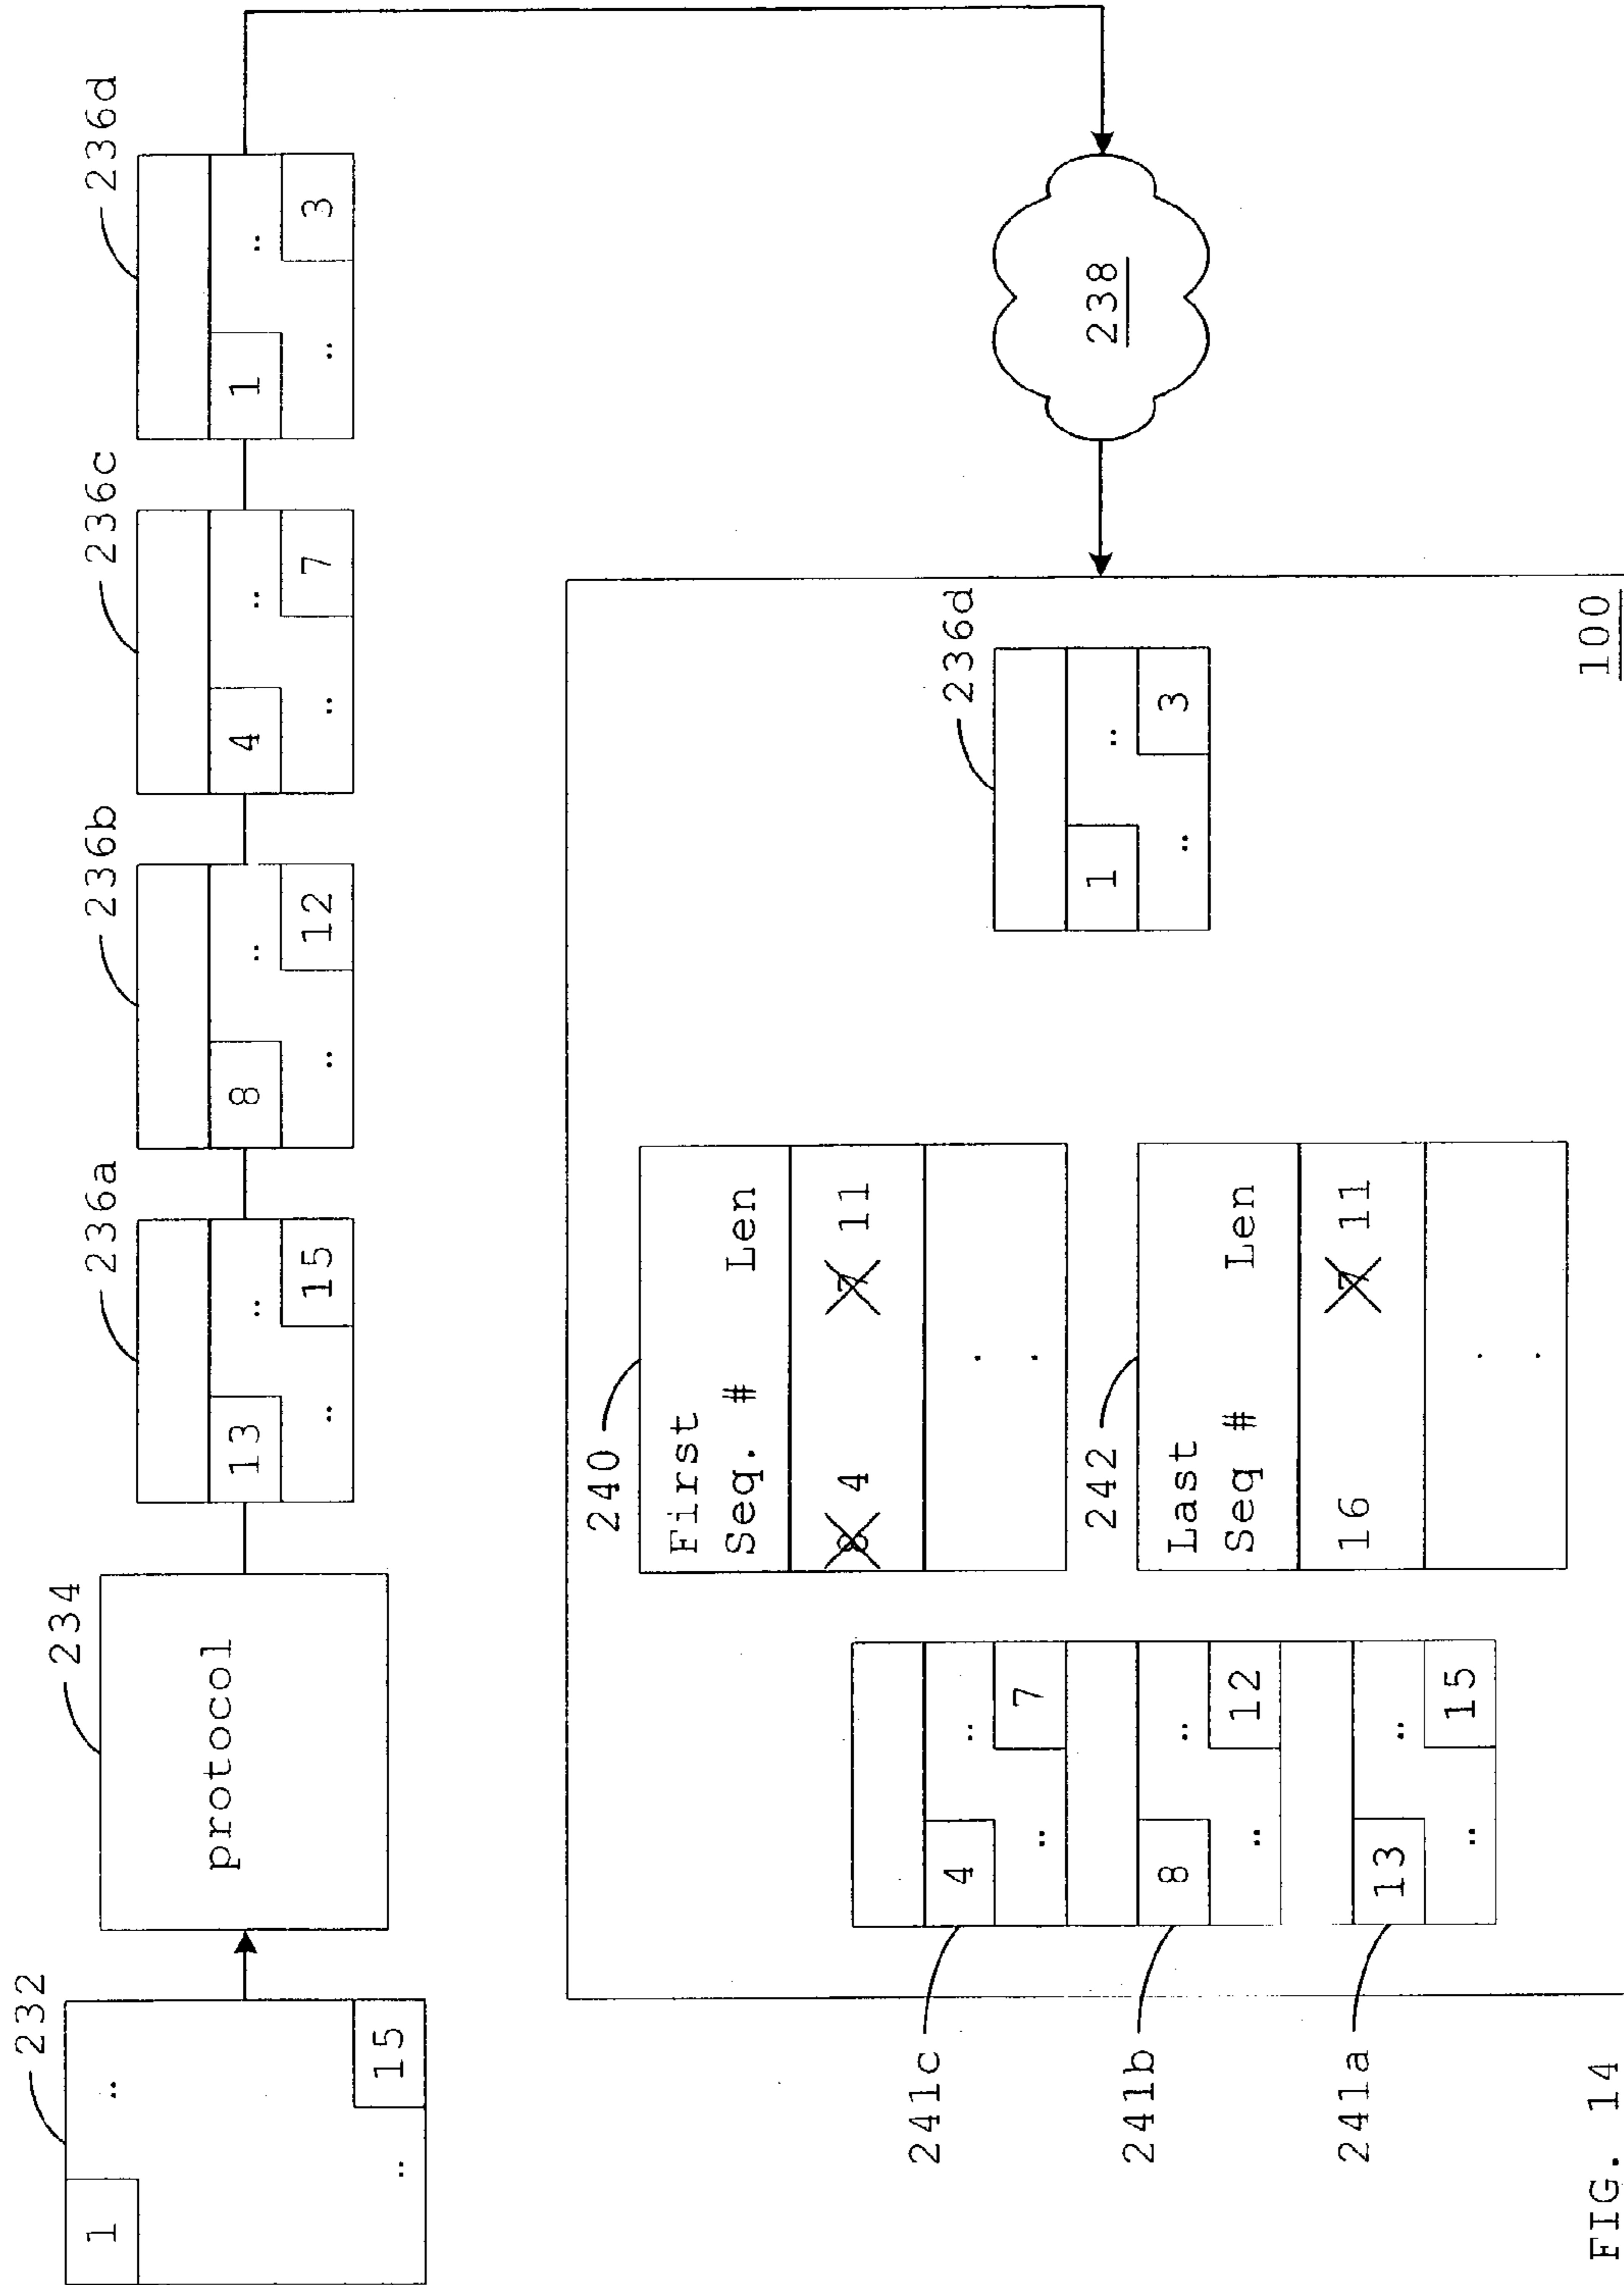 232
1
..
..
15
234
protocol
236a
13
..
..
15
236b
8
..
..
12
236c
4
..
..
7
236d
1
..
..
3
238
241c
4
..
..
7
241b
8
..
..
12
241a
13
..
..
15
240
First
Seq. # Len
8 4 7 11
.
.
242
Last
Seq # Len
16 7 11
.
.
236d
1
..
..
3
100
FIG. 14